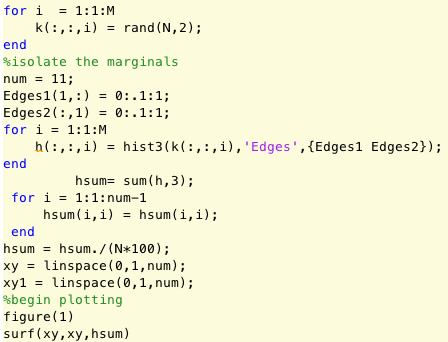 for i  = 1:1:M
    k(:,:,i) = rand(N,2);
end
%isolate the marginals
num = 11;
Edges1(1,:) = 0:.1:1;
Edges2(:,1) = 0:.1:1;
for i = 1:1:M
    h(:,:,i) = hist3(k(:,:,i),'Edges',{Edges1 Edges2});
end
         hsum= sum(h,3);
 for i = 1:1:num-1
     hsum(i,i) = hsum(i,i);
 end
hsum = hsum./(N*100);
xy = linspace(0,1,num);
xy1 = linspace(0,1,num);
%begin plotting
figure(1)
surf(xy,xy,hsum)